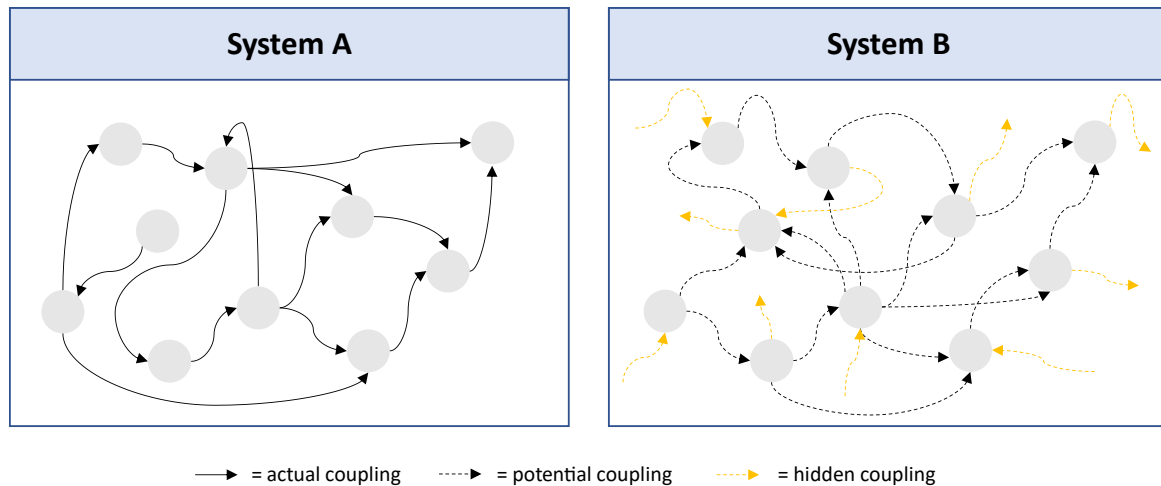 System A
System B
= actual coupling
= potential coupling
= hidden coupling